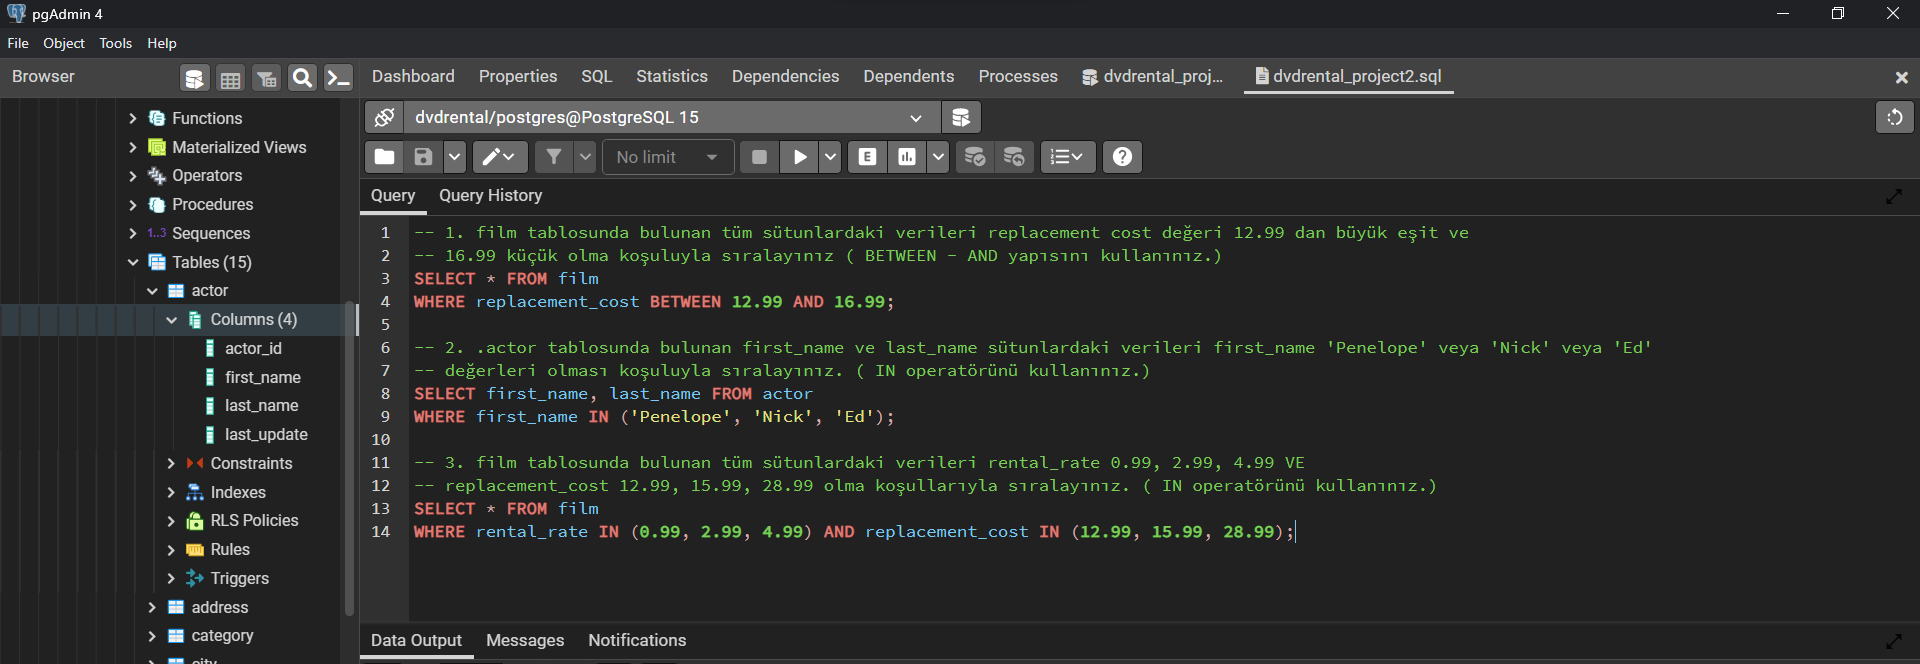 pgAdmin 4
File Object Tools Help
Browser
Dashboard Properties SQL Statistics Dependencies Dependents Processes dvdrental_proj... dvdrental_project2.sql
Functions
Materialized Views
Operators
Procedures
1..3 Sequences
Tables (15)
actor
Columns (4)
actor_id
first_name
last_name
last_update
Constraints
Indexes
RLS Policies
Rules
Triggers
address
category
city
dvdrental/postgres@PostgreSQL 15
No limit E
Query Query History
1 -- 1. film tablosunda bulunan tüm sütunlardaki verileri replacement cost değeri 12.99 dan büyük eşit ve
2 -- 16.99 küçük olma koşuluyla sıralayınız ( BETWEEN - AND yapısını kullanınız.)
3 SELECT * FROM film
4 WHERE replacement_cost BETWEEN 12.99 AND 16.99;
5
6 -- 2. .actor tablosunda bulunan first_name ve last_name sütunlardaki verileri first_name 'Penelope' veya 'Nick' veya 'Ed'
7 -- değerleri olması koşuluyla sıralayınız. ( IN operatörünü kullanınız.)
8 SELECT first_name, last_name FROM actor
9 WHERE first_name IN ('Penelope', 'Nick', 'Ed');
10
11 -- 3. film tablosunda bulunan tüm sütunlardaki verileri rental_rate 0.99, 2.99, 4.99 VE
12 -- replacement_cost 12.99, 15.99, 28.99 olma koşullarıyla sıralayınız. ( IN operatörünü kullanınız.)
13 SELECT * FROM film
14 WHERE rental_rate IN (0.99, 2.99, 4.99) AND replacement_cost IN (12.99, 15.99, 28.99);
Data Output Messages Notifications